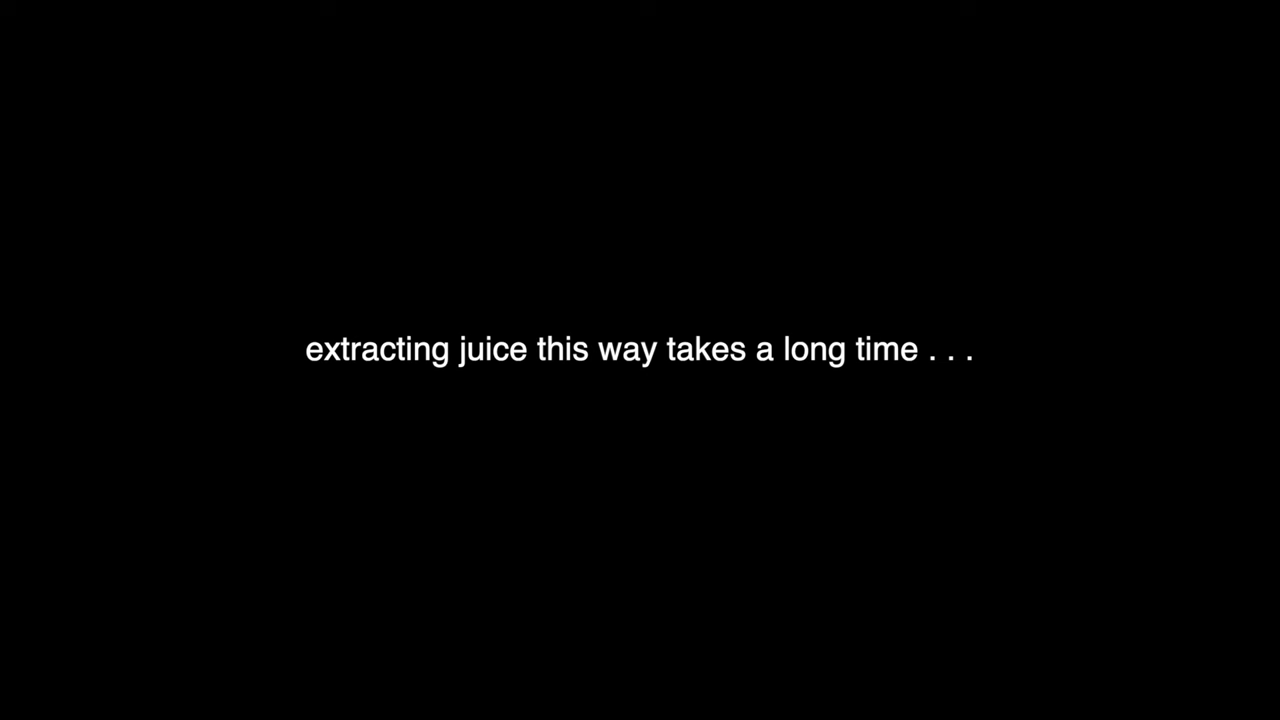 extracting juice this way takes a long time . . .